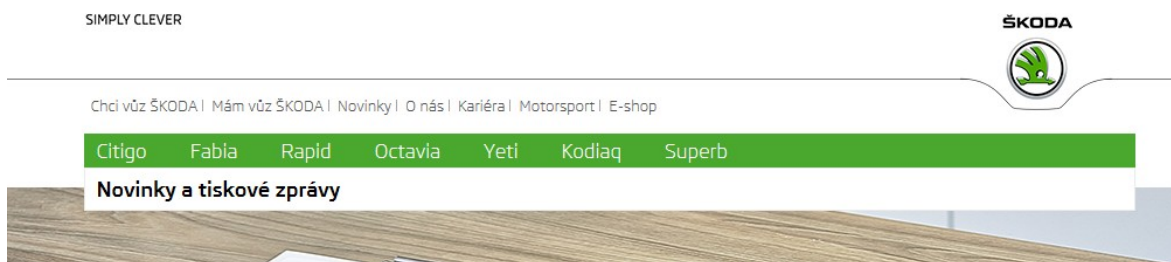 SIMPLY CLEVER
ŠKODA
Chci vůz ŠKODA | Mám vůz ŠKODA | Novinky | O nás | Kariéra | Motorsport | E-shop
Citigo Fabia Rapid Octavia Yeti Kodiaq Superb
Novinky a tiskové zprávy